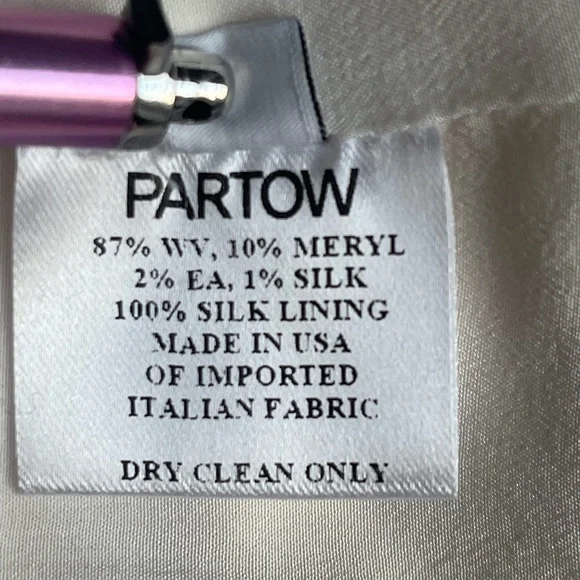 PARTOW
87% WV, 10% MERYL
2% EA, 1% SILK
100% SILK LINING
MADE IN USA
OF IMPORTED
ITALIAN FABRIC
DRY CLEAN ONLY